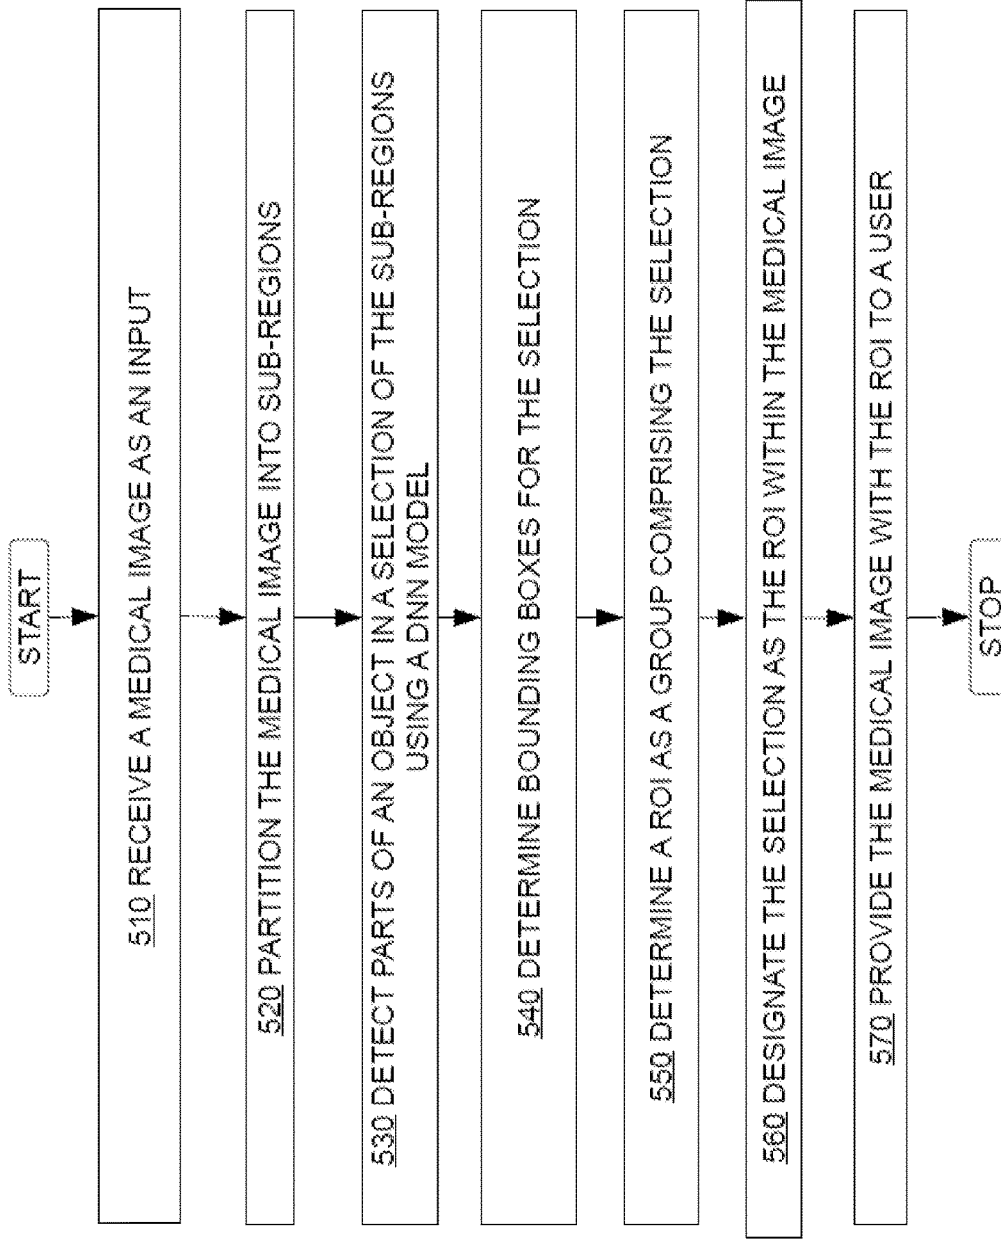 START
510 RECEIVE A MEDICAL IMAGE AS AN INPUT
520 PARTITION THE MEDICAL IMAGE INTO SUB-REGIONS
530 DETECT PARTS OF AN OBJECT IN A SELECTION OF THE SUB-REGIONS
USING A DNN MODEL
540 DETERMINE BOUNDING BOXES FOR THE SELECTION
550 DETERMINE A ROI AS A GROUP COMPRISING THE SELECTION
560 DESIGNATE THE SELECTION AS THE ROI WITHIN THE MEDICAL IMAGE
570 PROVIDE THE MEDICAL IMAGE WITH THE ROI TO A USER
STOP